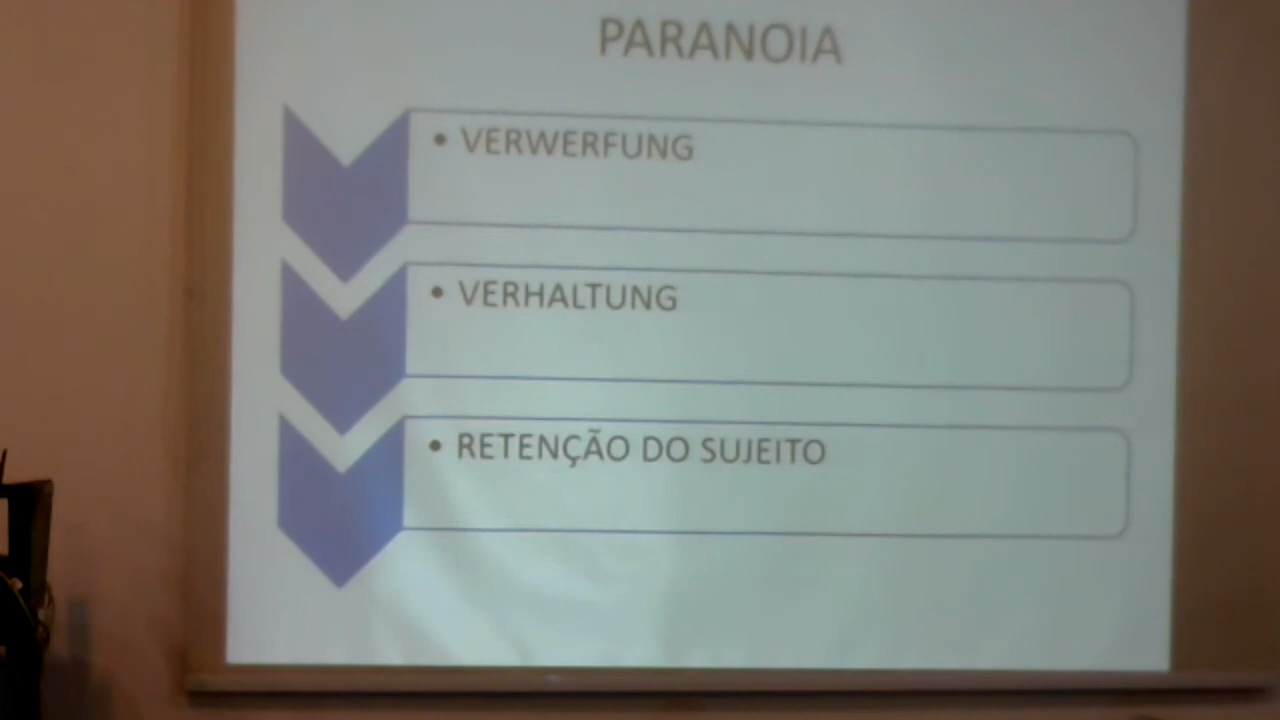 PARANOIA
• VERWERFUNG
• VERHALTUNG
• RETENÇÃO DO SUJEITO